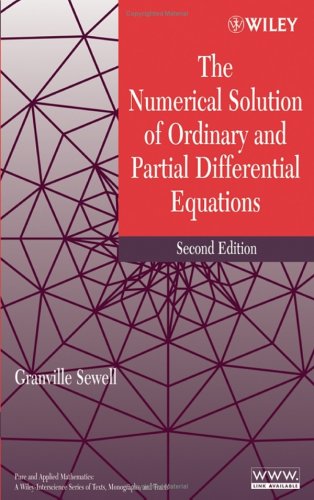 WILEY
The
Numerical Solution
of Ordinary and
Partial Differential
Equations
Second Edition
Granville Sewell
Pure and Applied Mathematics:
A Wiley-Interscience Series of Texts, Monographs, and Tracts
WWW.
LINK AVAILABLE